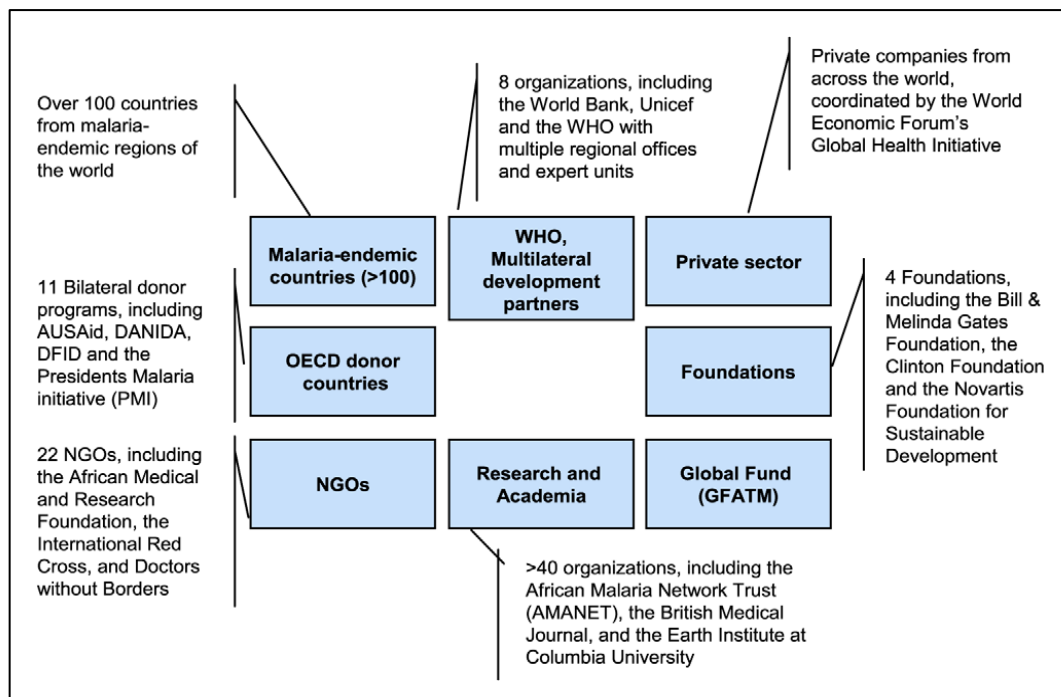 Over 100 countries
from malaria-
endemic regions of
the world
8 organizations, including
the World Bank, Unicef
and the WHO with
multiple regional offices
and expert units
Private companies from
across the world,
coordinated by the World
Economic Forum's
Global Health Initiative
Malaria-endemic
countries (>100)
WHO,
Multilateral
development
partners
Private sector
11 Bilateral donor
programs, including
AUSAid, DANIDA,
DFID and the
Presidents Malaria
initiative (PMI)
OECD donor
countries
Foundations
4 Foundations,
including the Bill &
Melinda Gates
Foundation, the
Clinton Foundation
and the Novartis
Foundation for
Sustainable
Development
22 NGOs, including
the African Medical
and Research
Foundation, the
International Red
Cross, and Doctors
without Borders
NGOs
Research and
Academia
Global Fund
(GFATM)
>40 organizations, including the
African Malaria Network Trust
(AMANET), the British Medical
Journal, and the Earth Institute at
Columbia University